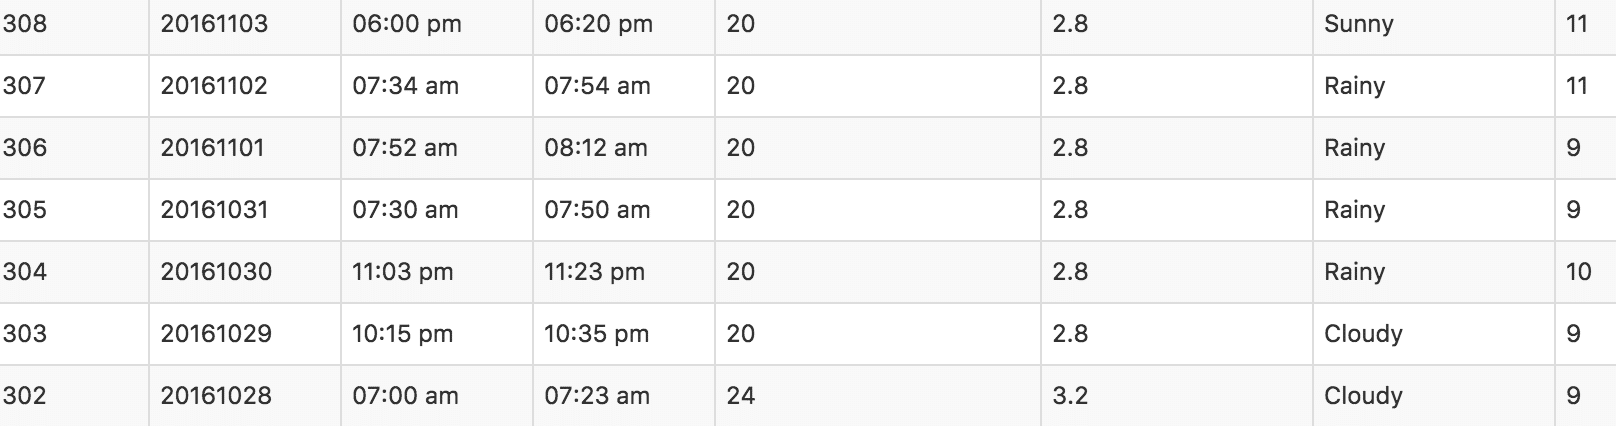 308 20161103 06:00 pm 06:20 pm 20 2.8 Sunny 11
307 20161102 07:34 am 07:54 am 20 2.8 Rainy 11
306 20161101 07:52 am 08:12 am 20 2.8 Rainy 9
305 20161031 07:30 am 07:50 am 20 2.8 Rainy 9
304 20161030 11:03 pm 11:23 pm 20 2.8 Rainy 10
303 20161029 10:15 pm 10:35 pm 20 2.8 Cloudy 9
302 20161028 07:00 am 07:23 am 24 3.2 Cloudy 9